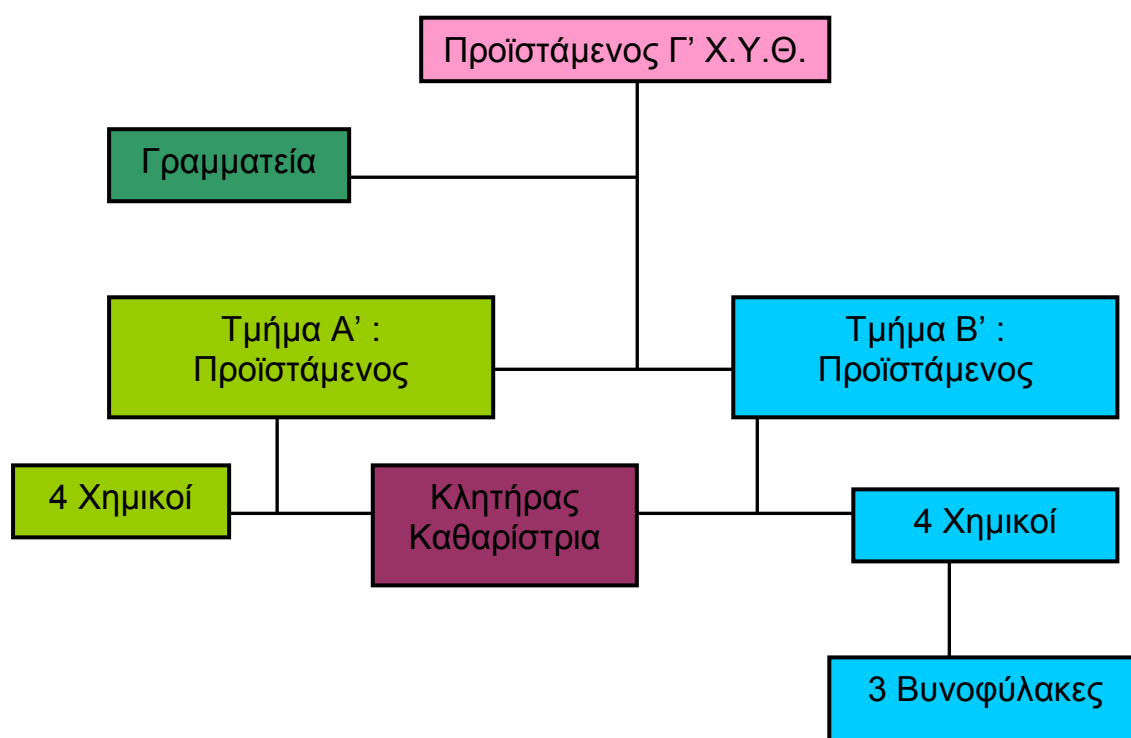 Προϊστάμενος Γ’ Χ.Υ.Θ.
Γραμματεία
Τμήμα Α’ :
Προϊστάμενος
Τμήμα Β’ :
Προϊστάμενος
4 Χημικοί
Κλητήρας
Καθαρίστρια
4 Χημικοί
3 Βυνοφύλακες